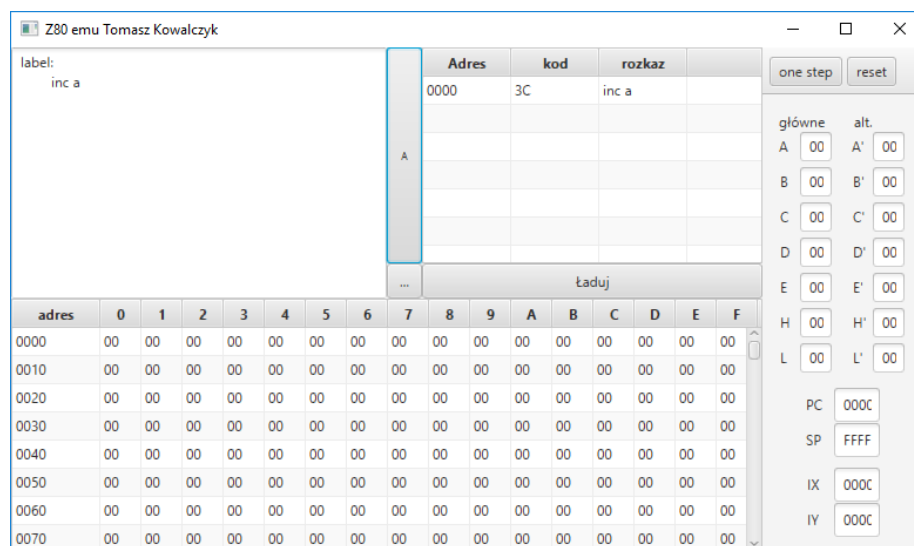 Z80 emu Tomasz Kowalczyk
label:
inc a
A
...
Adres kod rozkaz
0000 3C inc a
Ładuj
one step reset
główne alt.
A 00 A' 00
B 00 B' 00
C 00 C' 00
D 00 D' 00
E 00 E' 00
H 00 H' 00
L 00 L' 00
PC 000C
SP FFFF
IX 000C
IY 000C
adres 0 1 2 3 4 5 6 7 8 9 A B C D E F
0000 00 00 00 00 00 00 00 00 00 00 00 00 00 00 00 00
0010 00 00 00 00 00 00 00 00 00 00 00 00 00 00 00 00
0020 00 00 00 00 00 00 00 00 00 00 00 00 00 00 00 00
0030 00 00 00 00 00 00 00 00 00 00 00 00 00 00 00 00
0040 00 00 00 00 00 00 00 00 00 00 00 00 00 00 00 00
0050 00 00 00 00 00 00 00 00 00 00 00 00 00 00 00 00
0060 00 00 00 00 00 00 00 00 00 00 00 00 00 00 00 00
0070 00 00 00 00 00 00 00 00 00 00 00 00 00 00 00 00